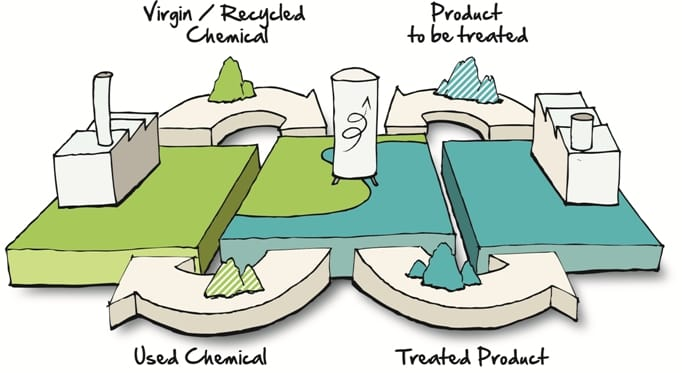 Virgin / Recycled
Chemical
Product
to be treated
Used Chemical
Treated Product